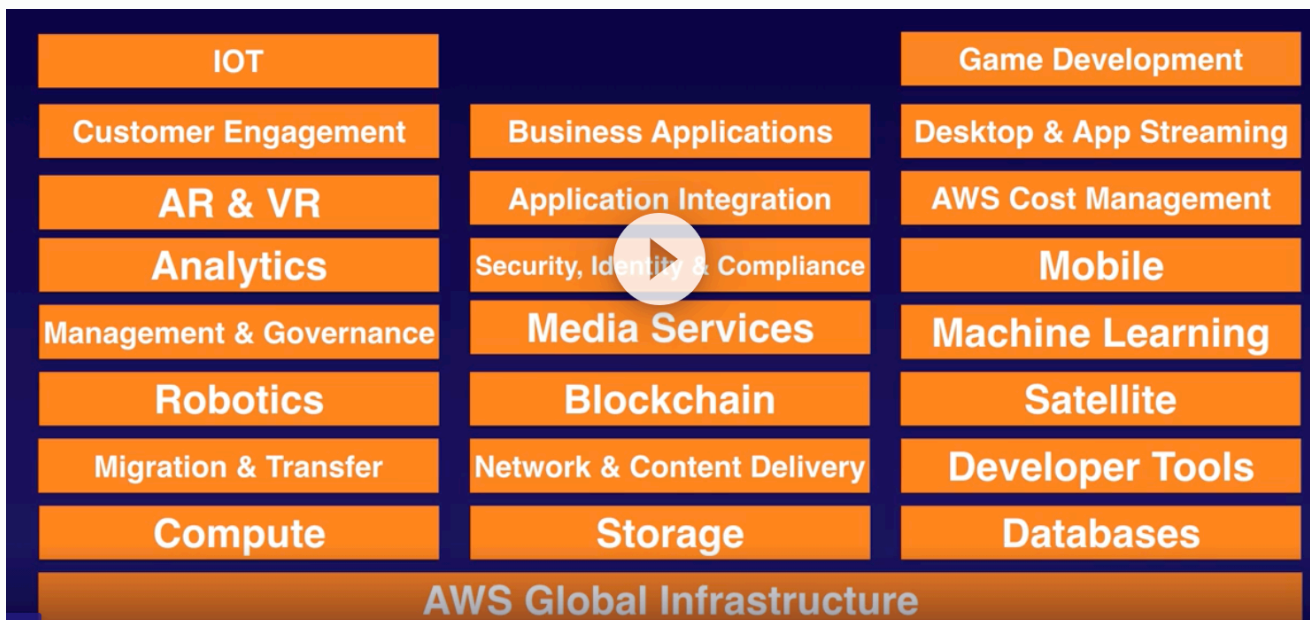 IOT
Game Development
Customer Engagement
Business Applications
Desktop & App Streaming
AR & VR
Application Integration
AWS Cost Management
Analytics
Security, Identity & Compliance
Mobile
Management & Governance
Media Services
Machine Learning
Robotics
Blockchain
Satellite
Migration & Transfer
Network & Content Delivery
Developer Tools
Compute
Storage
Databases
AWS Global Infrastructure